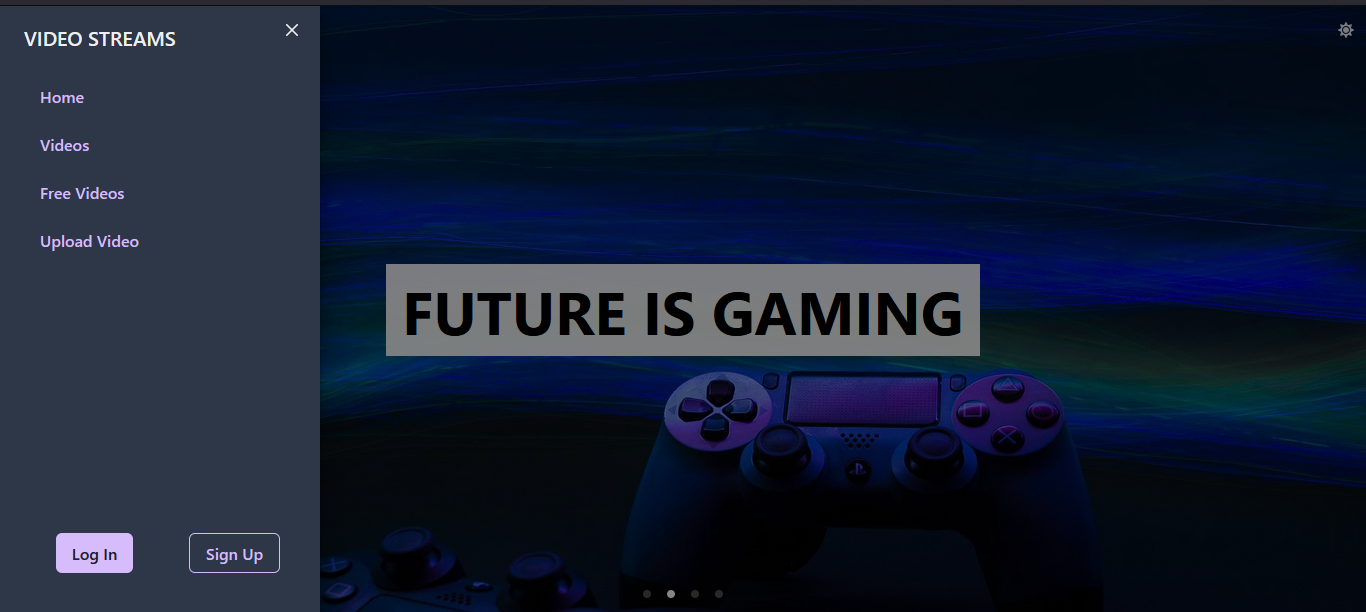 VIDEO STREAMS
Home
Videos
Free Videos
Upload Video
FUTURE IS GAMING
Log In
Sign Up